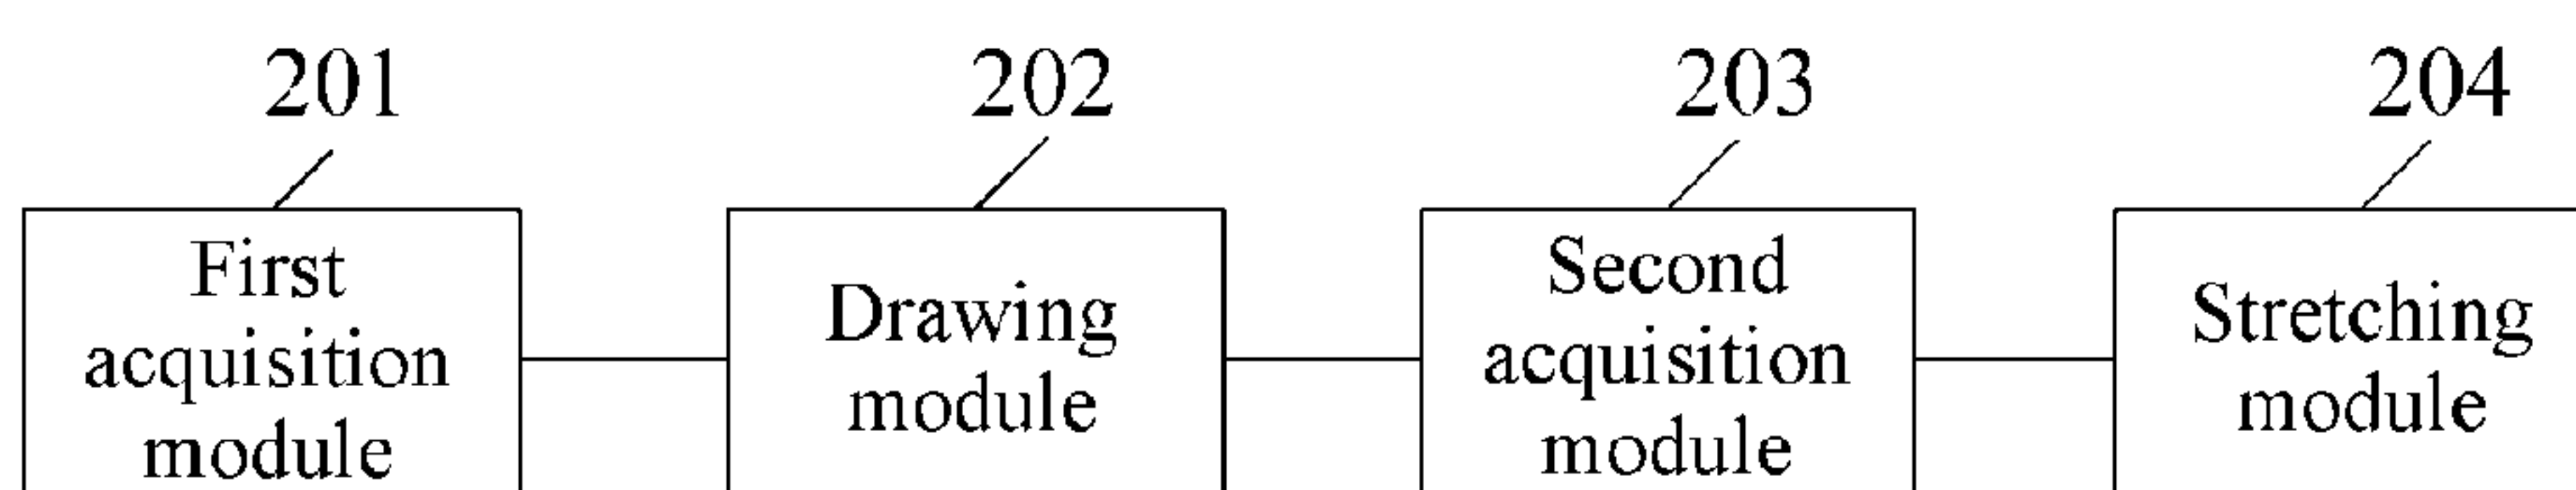 201
202
203
204
First
acquisition
module
Drawing
module
Second
acquisition
module
Stretching
module